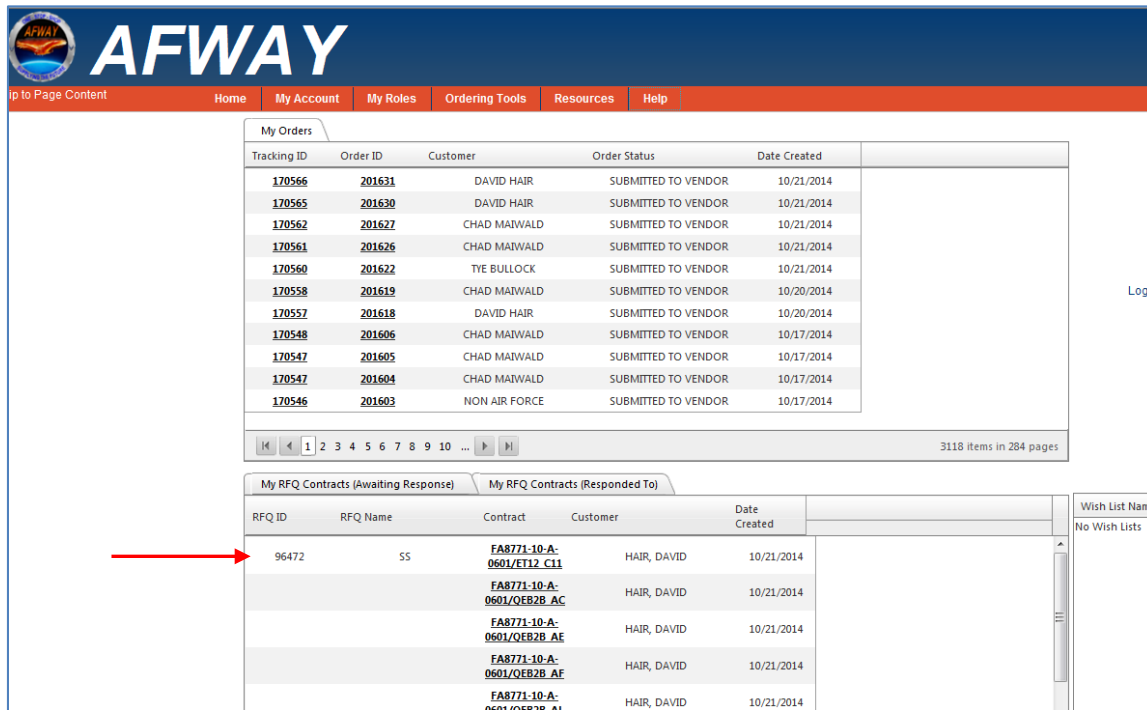 AFWAY
AFWAY
ip to Page Content
Home My Account My Roles Ordering Tools Resources Help
My Orders
Tracking ID Order ID Customer Order Status Date Created
170566 201631 DAVID HAIR SUBMITTED TO VENDOR 10/21/2014
170565 201630 DAVID HAIR SUBMITTED TO VENDOR 10/21/2014
170562 201627 CHAD MAIWALD SUBMITTED TO VENDOR 10/21/2014
170561 201626 CHAD MAIWALD SUBMITTED TO VENDOR 10/21/2014
170560 201622 TYE BULLOCK SUBMITTED TO VENDOR 10/21/2014
170558 201619 CHAD MAIWALD SUBMITTED TO VENDOR 10/20/2014
Log
170557 201618 DAVID HAIR SUBMITTED TO VENDOR 10/20/2014
170548 201606 CHAD MAIWALD SUBMITTED TO VENDOR 10/17/2014
170547 201605 CHAD MAIWALD SUBMITTED TO VENDOR 10/17/2014
170547 201604 CHAD MAIWALD SUBMITTED TO VENDOR 10/17/2014
170546 201603 NON AIR FORCE SUBMITTED TO VENDOR 10/17/2014
1 2 3 4 5 6 7 8 9 10 ... 3118 items in 284 pages
My RFQ Contracts (Awaiting Response) My RFQ Contracts (Responded To)
RFQ ID RFQ Name Contract Customer Date Created
Wish List Nam
No Wish Lists
96472 SS FA8771-10-A-
0601/ET12_C11 HAIR, DAVID 10/21/2014
FA8771-10-A-
0601/QEB2B_AC HAIR, DAVID 10/21/2014
FA8771-10-A-
0601/QEB2B_AE HAIR, DAVID 10/21/2014
FA8771-10-A-
0601/QEB2B_AF HAIR, DAVID 10/21/2014
FA8771-10-A-
HAIR, DAVID 10/21/2014